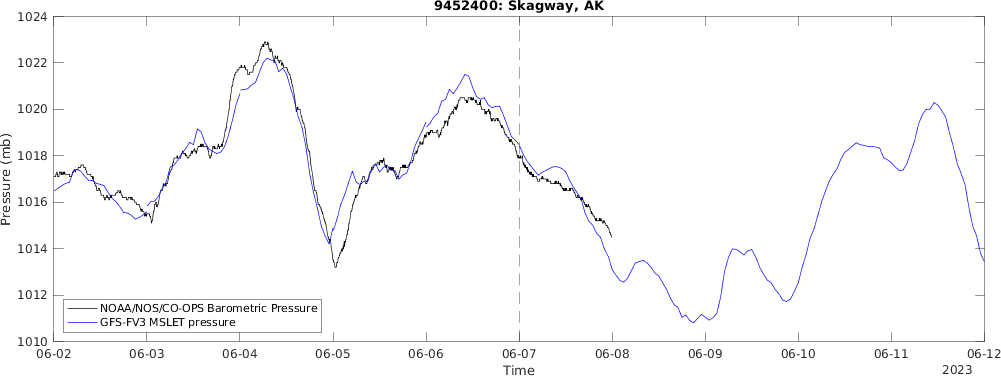 9452400: Skagway, AK
1024
1022
1020
1018
1016
1014
1012
1010
Pressure (mb)
NOAA/NOS/CO-OPS Barometric Pressure
GFS-FV3 MSLET pressure
06-02 06-03 06-04 06-05 06-06 06-07 06-08 06-09 06-10 06-11 06-12
Time
2023